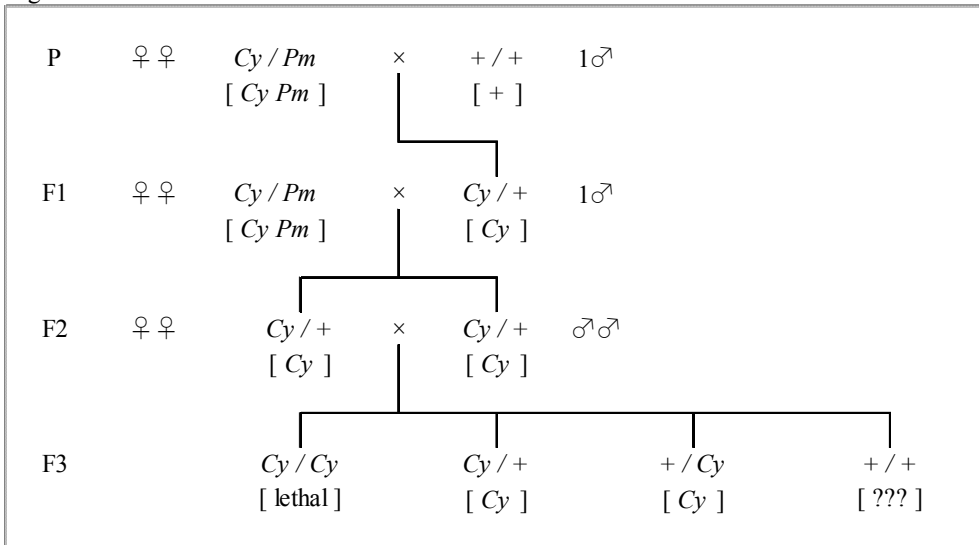 P ♀♀ Cy / Pm × + / + 1♂
[ Cy Pm ] [ + ]
F1 ♀♀ Cy / Pm × Cy / + 1♂
[ Cy Pm ] [ Cy ]
F2 ♀♀ Cy / + × Cy / + ♂♂
[ Cy ] [ Cy ]
F3 Cy / Cy Cy / + + / Cy + / +
[ lethal ] [ Cy ] [ Cy ] [ ??? ]